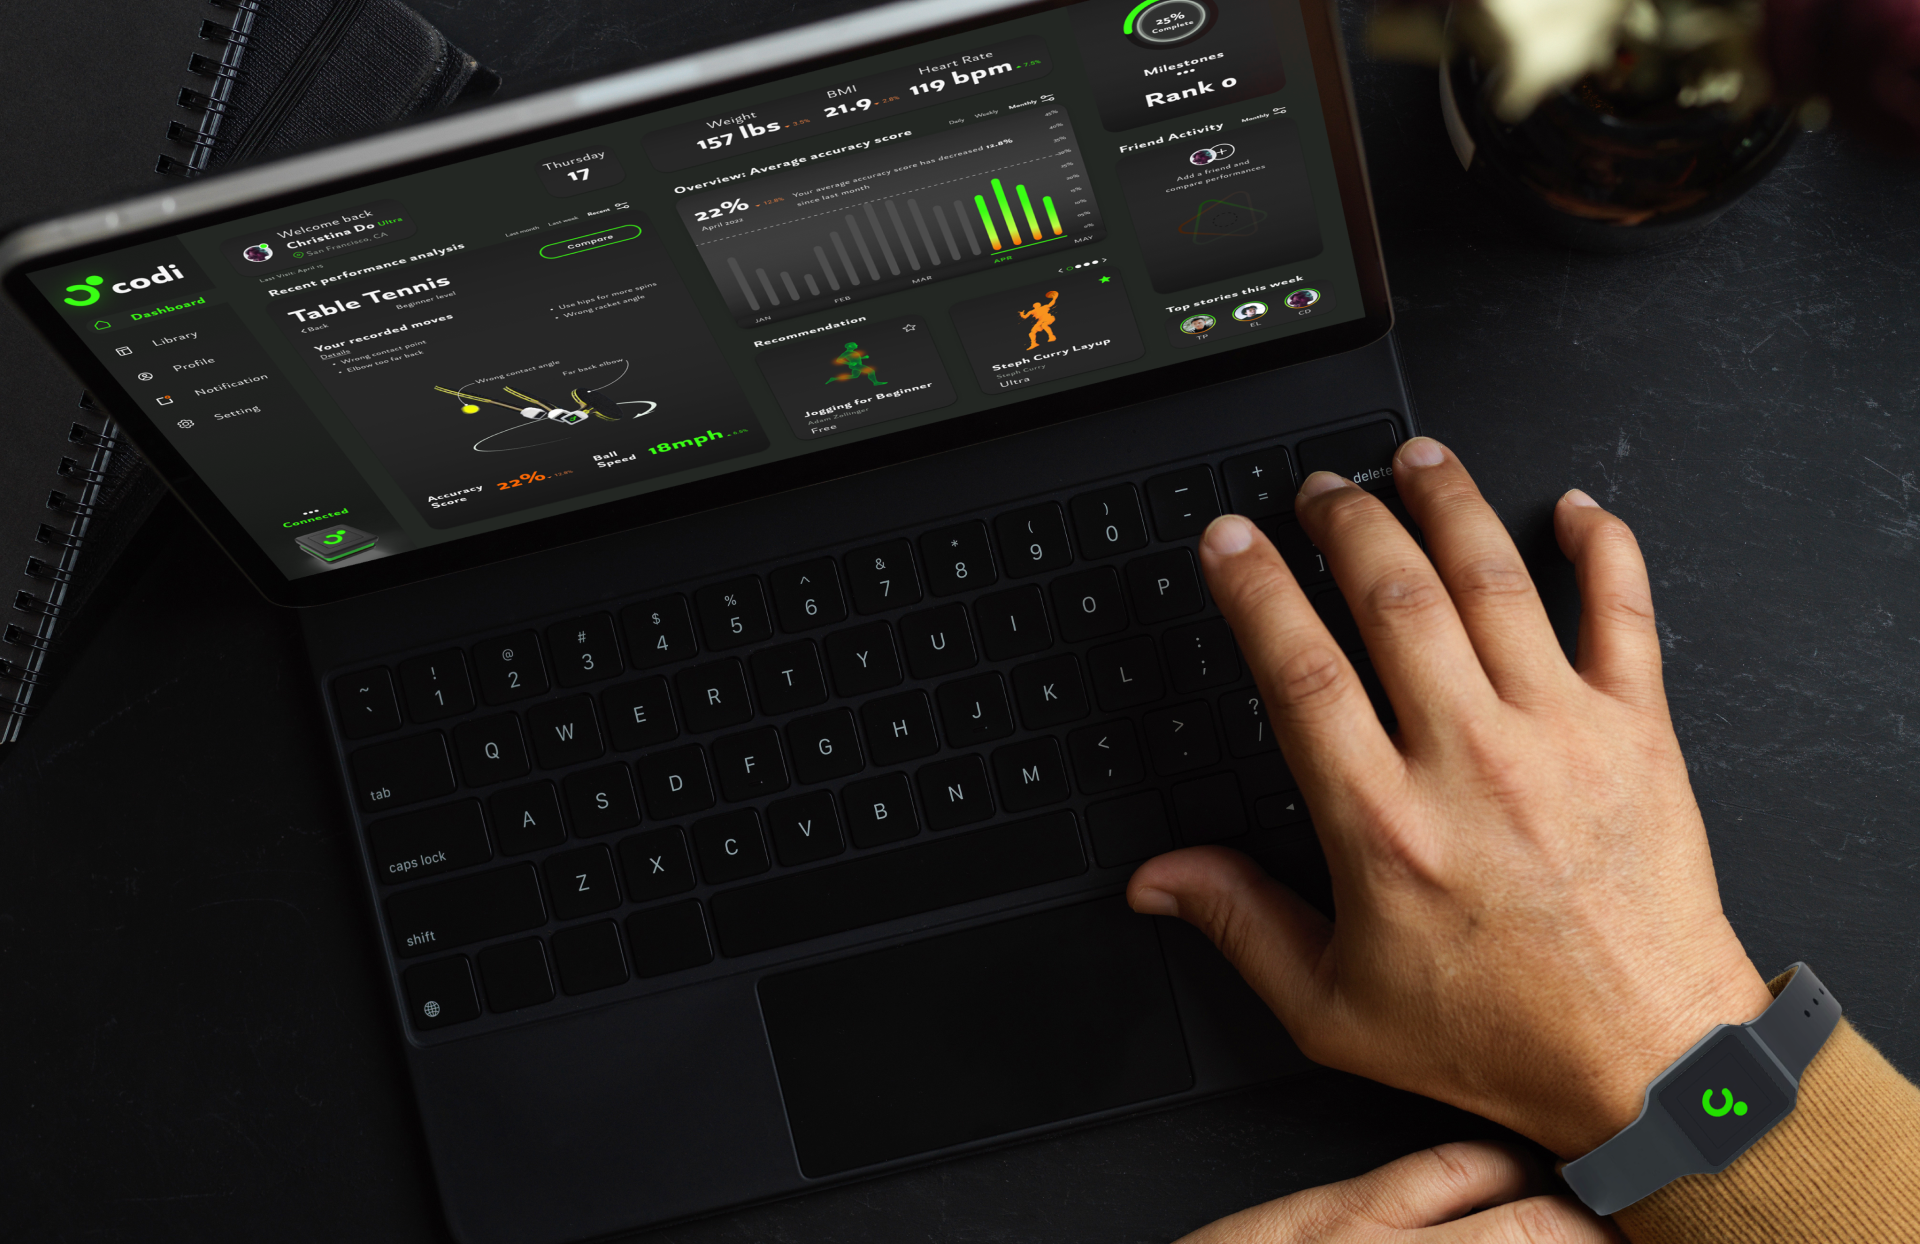 codi
Dashboard
Library
Profile
Notification
Setting
Connected
Welcome back
Christina Do Ultra
San Francisco, CA
Last Visit: April 15
Thursday
17
Recent performance analysis
Last month
Last week
Recent
Table Tennis
Beginner level
< Back
Compare
Your recorded moves
Details
• Wrong contact point
• Elbow too far back
• Use hips for more spins
• Wrong racket angle
Wrong contact angle
Far back elbow
Accuracy
Score
22%
Ball
Speed
18mph
Weight
157 lbs
BMI
21.9
Heart Rate
119 bpm
Overview: Average accuracy score
Daily
Weekly
Monthly
22%
April 2022
Your average accuracy score has decreased 12.8%
since last month
JAN
FEB
MAR
APR
MAY
Recommendation
Jogging for Beginner
Adam Zallinger
Free
Steph Curry Layup
Steph Curry
Ultra
25%
Complete
Milestones
Rank 0
Friend Activity
Monthly
Add a friend and
compare performances
Top stories this week
TP
EL
CD
~
`
!
1
@
2
#
3
$
4
%
5
^
6
&
7
*
8
(
9
)
0
—
-
+
=
delete
tab
Q
W
E
R
T
Y
U
I
O
P
]
caps lock
A
S
D
F
G
H
J
K
L
:
;
shift
Z
X
C
V
B
N
M
<
,
>
.
?
/